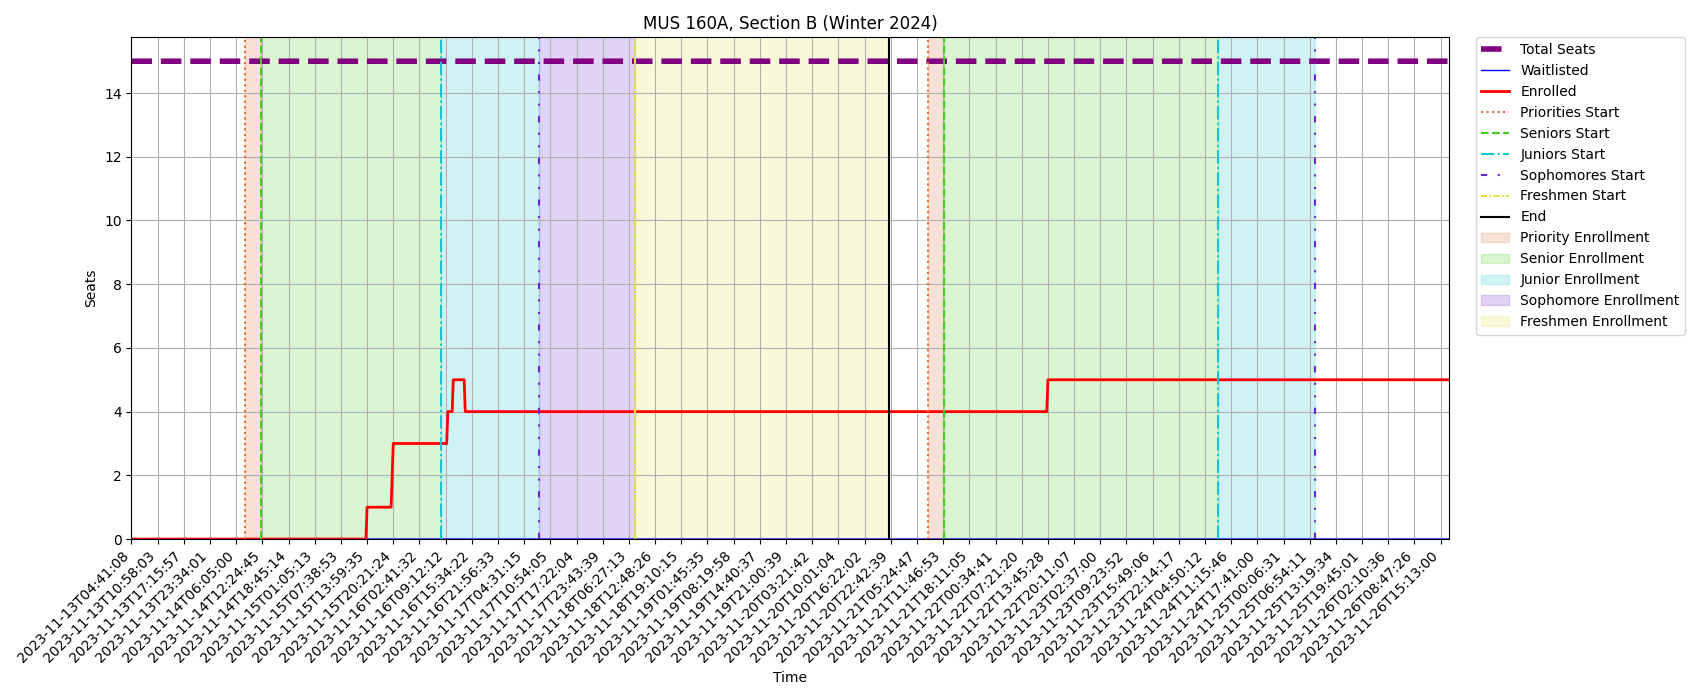 MUS 160A, Section B (Winter 2024)
Seats
14
12
10
8
6
4
2
0
2023-11-13T04:41:08
2023-11-13T10:58:03
2023-11-13T17:15:57
2023-11-13T23:34:01
2023-11-14T06:05:00
2023-11-14T12:24:45
2023-11-14T18:45:14
2023-11-15T01:05:13
2023-11-15T07:38:53
2023-11-15T13:59:35
2023-11-15T20:21:24
2023-11-16T02:41:32
2023-11-16T09:12:12
2023-11-16T15:34:22
2023-11-16T21:56:33
2023-11-17T04:31:15
2023-11-17T10:54:05
2023-11-17T17:22:04
2023-11-17T23:43:39
2023-11-18T06:27:13
2023-11-18T12:48:26
2023-11-18T19:10:15
2023-11-19T01:45:35
2023-11-19T08:19:58
2023-11-19T14:40:37
2023-11-19T21:00:39
2023-11-20T03:21:42
2023-11-20T10:01:04
2023-11-20T16:22:02
2023-11-20T22:42:39
2023-11-21T05:24:47
2023-11-21T11:46:53
2023-11-21T18:11:05
2023-11-22T00:34:41
2023-11-22T07:21:20
2023-11-22T13:45:28
2023-11-22T20:11:07
2023-11-23T02:37:00
2023-11-23T09:23:52
2023-11-23T15:49:06
2023-11-23T22:14:17
2023-11-24T04:50:12
2023-11-24T11:15:46
2023-11-24T17:41:00
2023-11-25T00:06:31
2023-11-25T06:54:11
2023-11-25T13:19:34
2023-11-25T19:45:01
2023-11-26T02:10:36
2023-11-26T08:47:26
2023-11-26T15:13:00
Time
Total Seats
Waitlisted
Enrolled
Priorities Start
Seniors Start
Juniors Start
Sophomores Start
Freshmen Start
End
Priority Enrollment
Senior Enrollment
Junior Enrollment
Sophomore Enrollment
Freshmen Enrollment